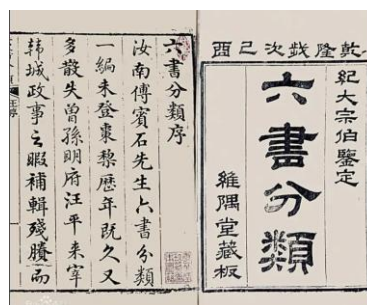 乾隆歲次己酉
紀大宗伯鑒定
六書分類
維隅堂藏板
六書分類序
汝南傅賓石先生六書分類
一編未登棗棃歷年既久又
多散失曾孫明府汪平來宰
韩城政事之暇補輯殘牘而